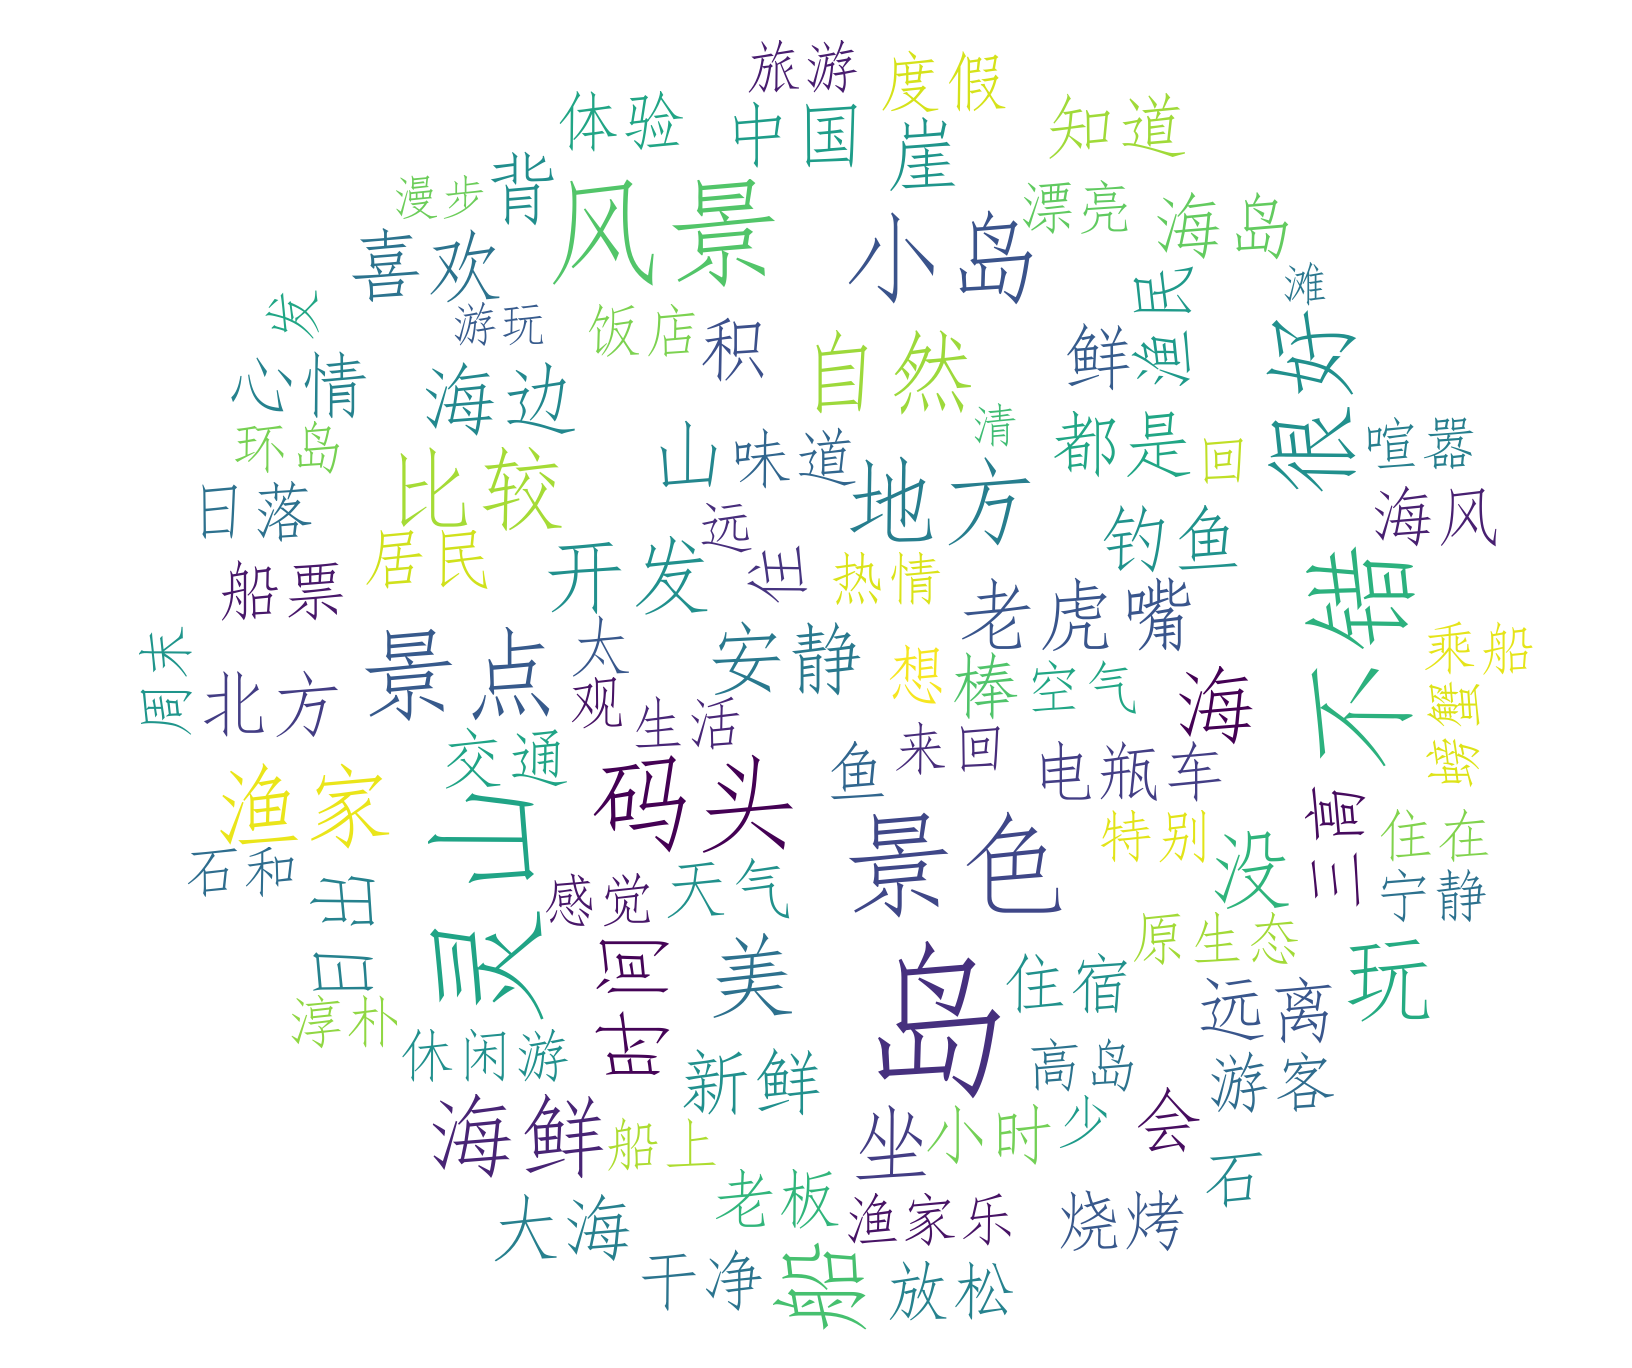 旅游
度假
体验
中国
崖
知道
背
漫步
风景
小岛
漂亮
海岛
喜欢
渔民
滩
发
游玩
饭店
积
自然
鲜
很好
心情
海边
清
环岛
山
味道
都是
回
喧嚣
日落
比较
地方
海风
远
钓鱼
船票
居民
开发
住
热情
老虎嘴
不错
周末
北方
景点
太
安静
想
棒
空气
海
乘船
观
生活
螃蟹
交通
码头
鱼
来回
电瓶车
渔家
灵山
景色
特别
没
三高
住在
石和
日出
感觉
天气
宁静
时间
美
岛
住宿
原生态
玩
淳朴
远离
休闲游
新鲜
高岛
游客
海鲜
船上
坐
小时
少
会
石
大海
老板
渔家乐
烧烤
干净
船
放松